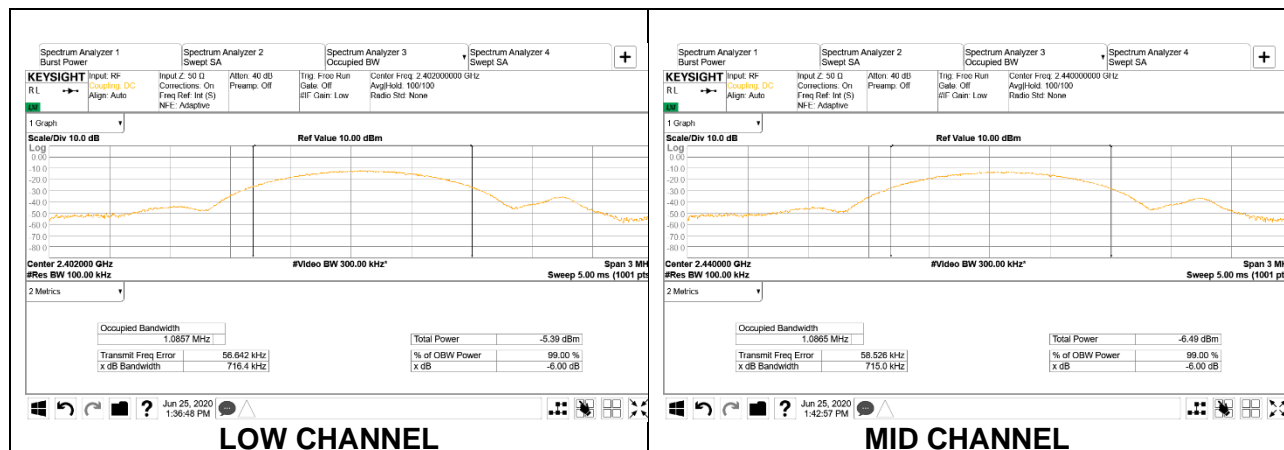 Spectrum Analyzer 1
Burst Power
Spectrum Analyzer 2
Swept SA
Spectrum Analyzer 3
Occupied BW
Spectrum Analyzer 4
Swept SA
+
KEYSIGHT
R L
Input: RF
Coupling: DC
Align: Auto
Input Z: 50 Ω
Corrections: On
Freq Ref: Int (S)
NFE: Adaptive
Atten: 40 dB
Preamp: Off
Trig: Free Run
Gate: Off
#IF Gain: Low
Center Freq: 2.402000000 GHz
Avg|Hold: 100/100
Radio Std: None
1 Graph
Scale/Div 10.0 dB
Ref Value 10.00 dBm
Log
0.00
-10.0
-20.0
-30.0
-40.0
-50.0
-60.0
-70.0
-80.0
Center 2.402000 GHz
#Video BW 300.00 kHz*
Span 3 MH
#Res BW 100.00 kHz
Sweep 5.00 ms (1001 pts
2 Metrics
Occupied Bandwidth
1.0857 MHz
Total Power -5.39 dBm
Transmit Freq Error 56.642 kHz
% of OBW Power 99.00 %
x dB Bandwidth 716.4 kHz
x dB -6.00 dB
?
Jun 25, 2020
1:36:48 PM
LOW CHANNEL
Spectrum Analyzer 1
Burst Power
Spectrum Analyzer 2
Swept SA
Spectrum Analyzer 3
Occupied BW
Spectrum Analyzer 4
Swept SA
+
KEYSIGHT
R L
Input: RF
Coupling: DC
Align: Auto
Input Z: 50 Ω
Corrections: On
Freq Ref: Int (S)
NFE: Adaptive
Atten: 40 dB
Preamp: Off
Trig: Free Run
Gate: Off
#IF Gain: Low
Center Freq: 2.440000000 GHz
Avg|Hold: 100/100
Radio Std: None
1 Graph
Scale/Div 10.0 dB
Ref Value 10.00 dBm
Log
0.00
-10.0
-20.0
-30.0
-40.0
-50.0
-60.0
-70.0
-80.0
Center 2.440000 GHz
#Video BW 300.00 kHz*
Span 3 MH
#Res BW 100.00 kHz
Sweep 5.00 ms (1001 pt
2 Metrics
Occupied Bandwidth
1.0865 MHz
Total Power -6.49 dBm
Transmit Freq Error 58.526 kHz
% of OBW Power 99.00 %
x dB Bandwidth 715.0 kHz
x dB -6.00 dB
?
Jun 25, 2020
1:42:57 PM
MID CHANNEL